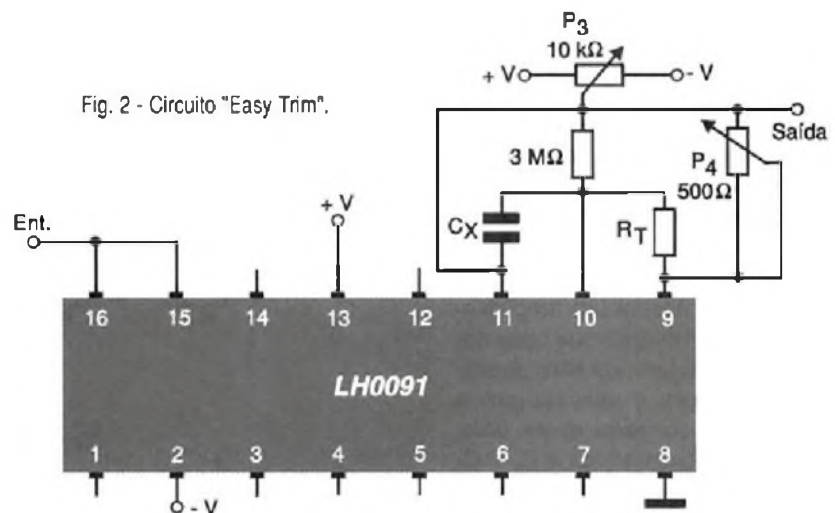 P3
10 kΩ
+ V
- V
Fig. 2 - Circuito "Easy Trim".
Saída
3 MΩ
P4
500Ω
+ V
Ent.
CX
RT
16 15 14 13 12 11 10 9
LH0091
1 2 3 4 5 6 7 8
- V